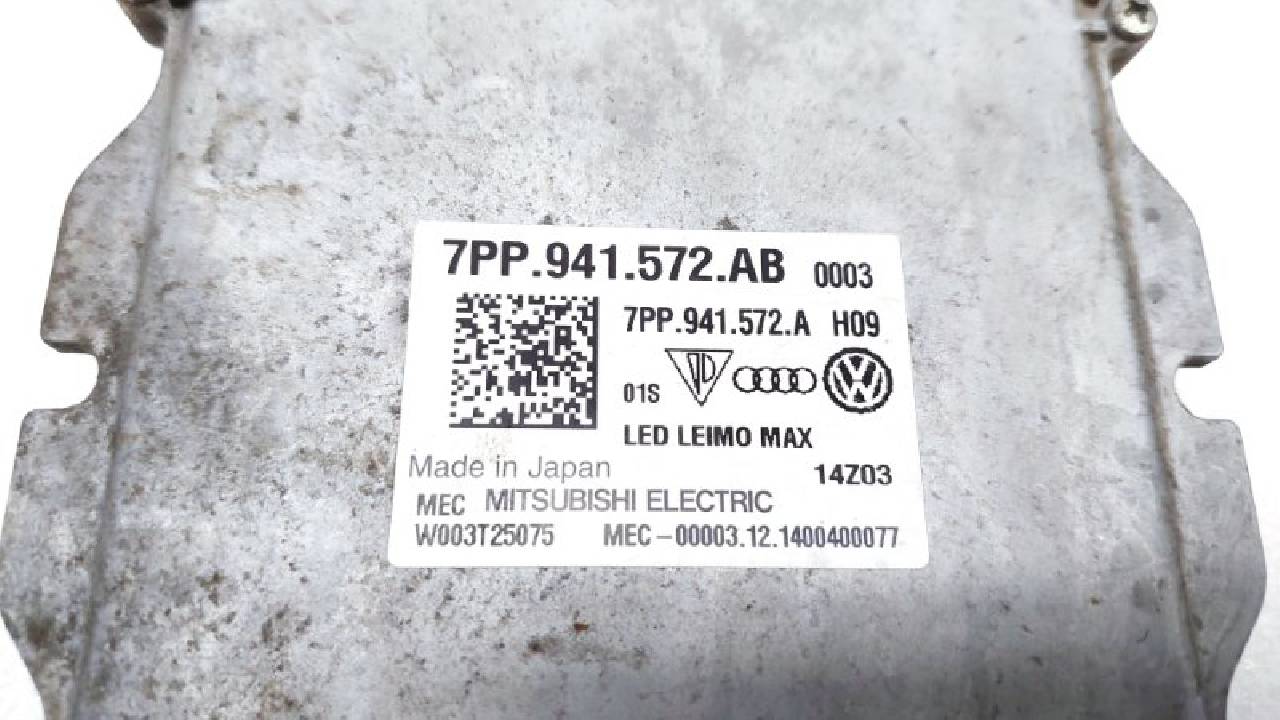 7PP.941.572.AB 0003
7PP.941.572.A H09
01S
LED LEIMO MAX
Made in Japan 14Z03
MEC MITSUBISHI ELECTRIC
W003T25075 MEC-00003.12.1400400077